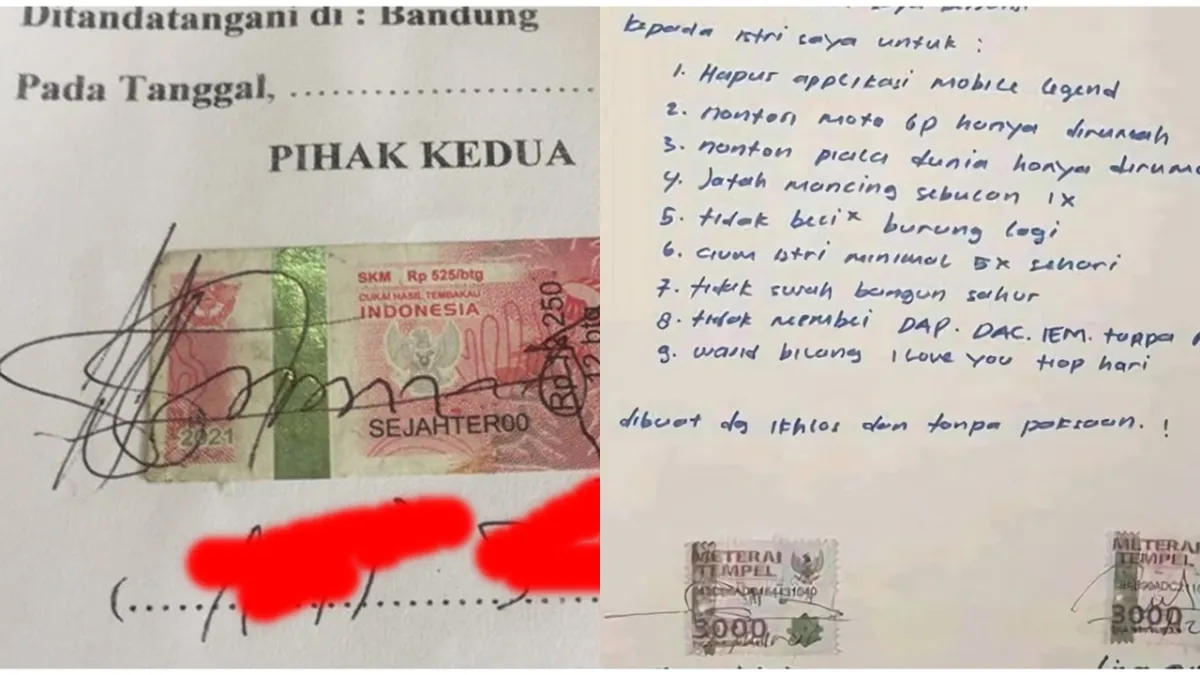 Ditandatangani di : Bandung
Pada Tanggal, ........................
PIHAK KEDUA
SKM Rp 525/btg
CUKAI HASIL TEMBAKAU
INDONESIA
2021
SEJAHTER00
12 btg
(
kepada istri saya untuk :
1. Hapus applikasi mobile legend
2. nonton moto GP hanya dirumah
3. nonton piala dunia hanya dirum
4. Jatah mancing sebulan 1X
5. tidak beli burung lagi
6. cium istri minimal 5x sehari
7. tidak susah bangun sahur
8. tidak membeli DAP. DAC. IEM. tanpa
9. wajib bilang I Love you tiap hari
dibuat dg ikhlas dan tanpa paksaan. !
METERAI
TEMPEL
3000
METERAI
TEMPEL
3000